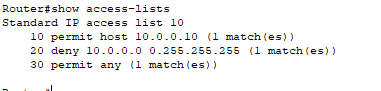 Router#show access-lists
Standard IP access list 10
10 permit host 10.0.0.10 (1 match(es))
20 deny 10.0.0.0 0.255.255.255 (1 match(es))
30 permit any (1 match(es))